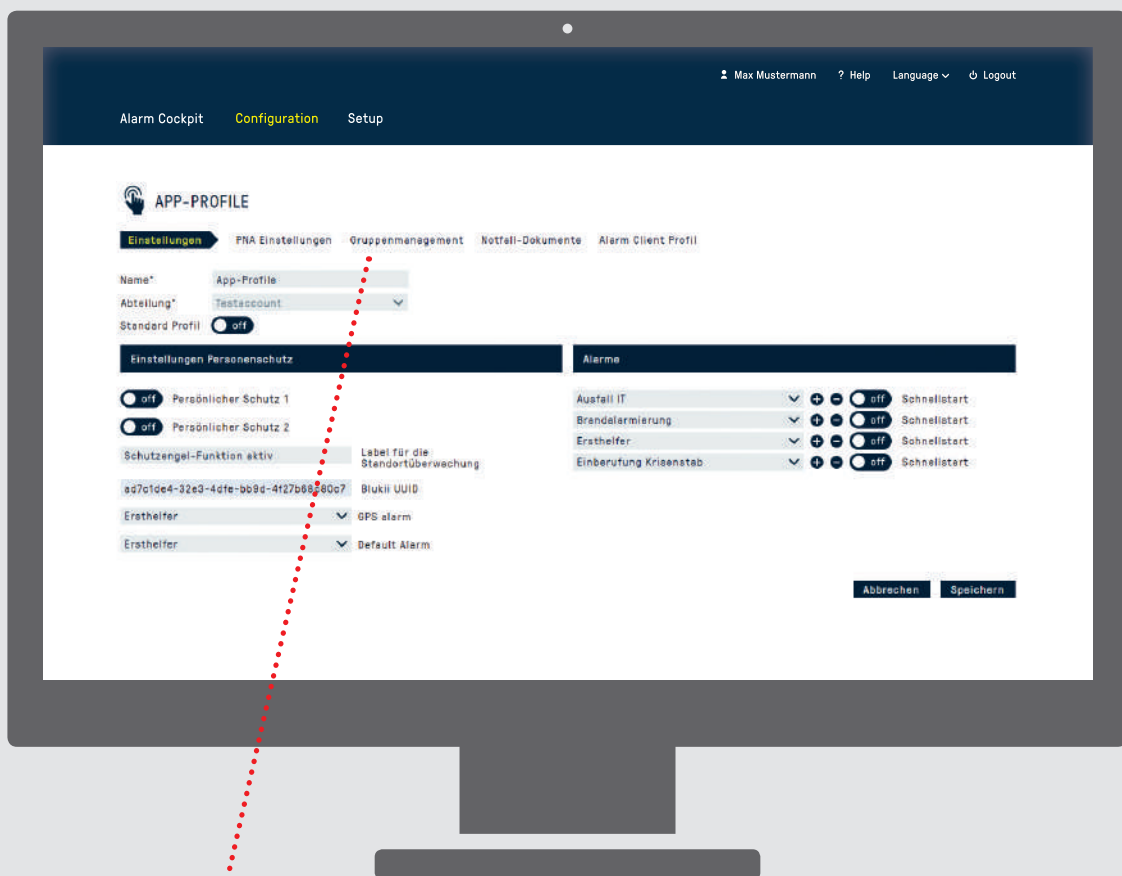 Max Mustermann ? Help Language Logout
Alarm Cockpit Configuration Setup
APP-PROFILE
Einstellungen PNA Einstellungen Gruppenmanagement Notfall-Dokumente Alarm Client Profil
Name* App-Profile
Abteilung* Testaccount
Standard Profil off
Einstellungen Personenschutz Alarme
off Persönlicher Schutz 1
off Persönlicher Schutz 2
Schutzengel-Funktion aktiv Label für die
Standortüberwachung
Blukii UUID
Ersthelfer GPS alarm
Ersthelfer Default Alarm
Ausfall IT off Schnellstart
Brandalarmierung off Schnellstart
Ersthelfer off Schnellstart
Einberufung Krisenstab off Schnellstart
Abbrechen Speichern